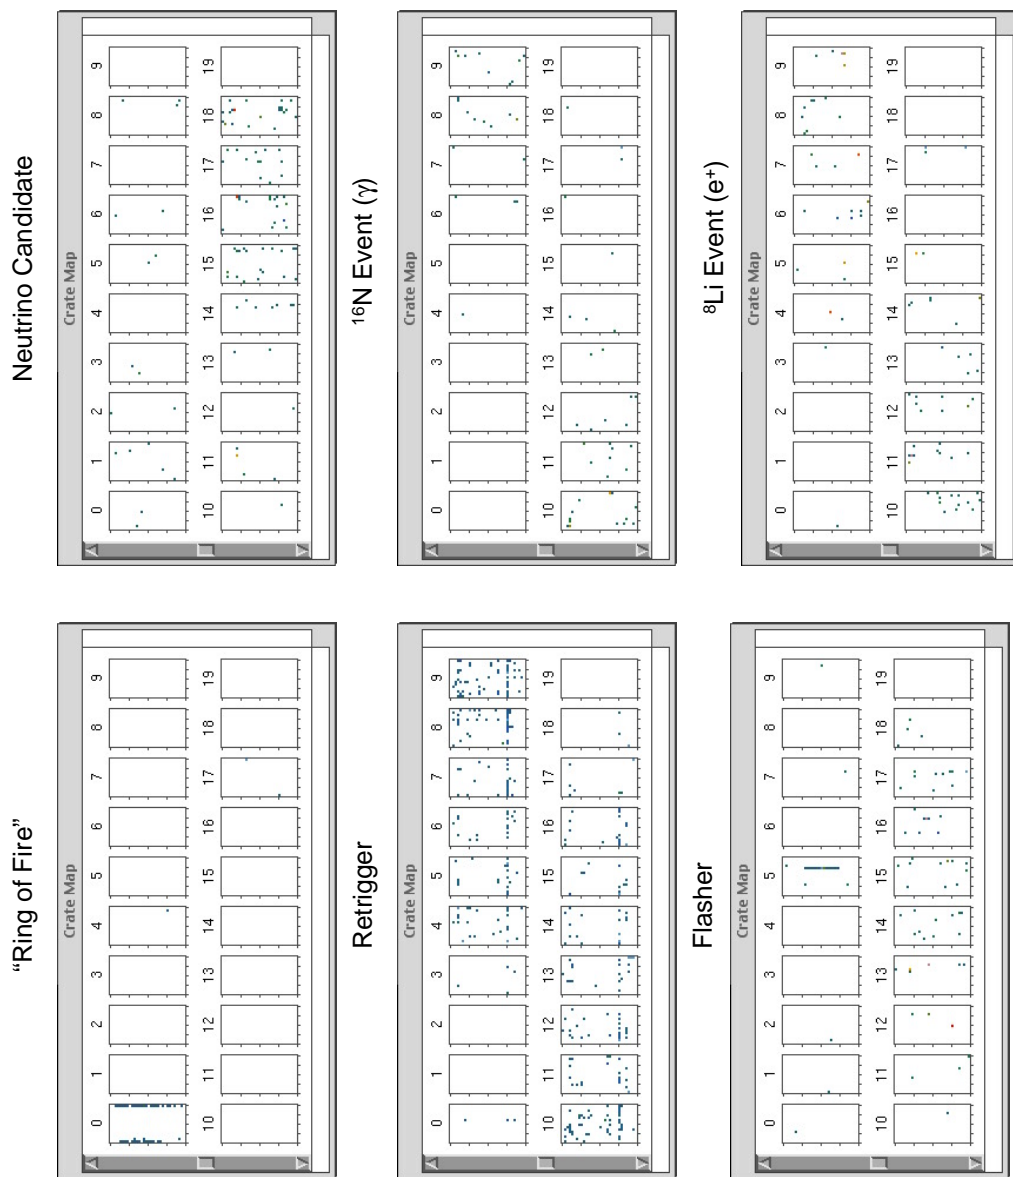 “Ring of Fire”
Crate Map
0 1 2 3 4 5 6 7 8 9
10 11 12 13 14 15 16 17 18 19
Neutrino Candidate
Crate Map
0 1 2 3 4 5 6 7 8 9
10 11 12 13 14 15 16 17 18 19
Retrigger
Crate Map
0 1 2 3 4 5 6 7 8 9
10 11 12 13 14 15 16 17 18 19
¹⁶N Event (γ)
Crate Map
0 1 2 3 4 5 6 7 8 9
10 11 12 13 14 15 16 17 18 19
Flasher
Crate Map
0 1 2 3 4 5 6 7 8 9
10 11 12 13 14 15 16 17 18 19
⁸Li Event (e⁺)
Crate Map
0 1 2 3 4 5 6 7 8 9
10 11 12 13 14 15 16 17 18 19